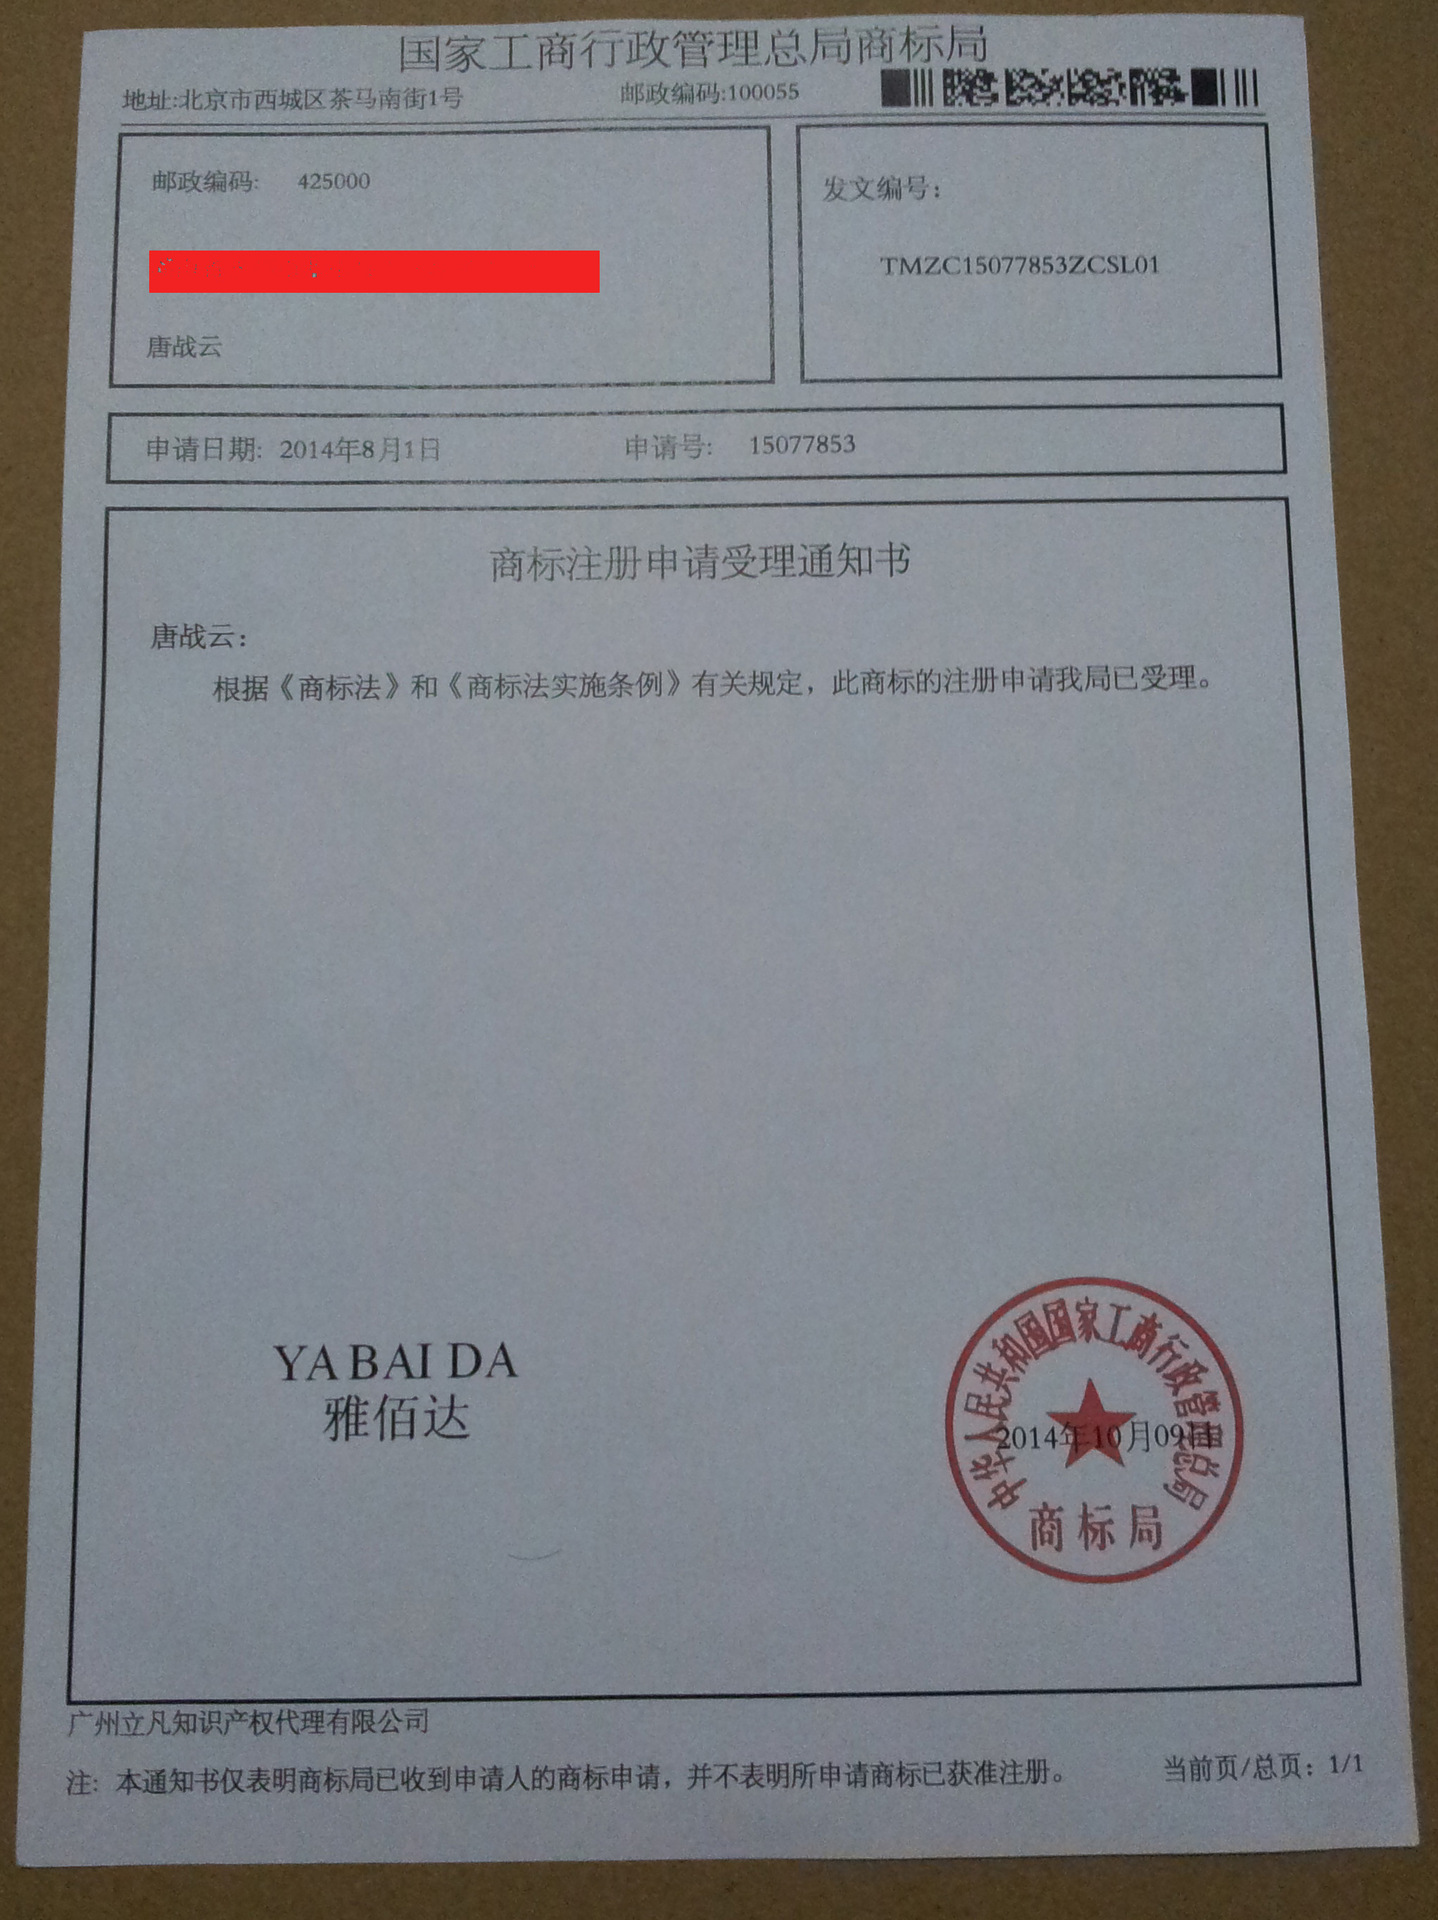 国家工商行政管理总局商标局
地址:北京市西城区茶马南街1号 邮政编码:100055
邮政编码: 425000
唐战云
发文编号：
TMZC15077853ZCSL01
申请日期: 2014年8月1日 申请号: 15077853
商标注册申请受理通知书
唐战云：
根据《商标法》和《商标法实施条例》有关规定，此商标的注册申请我局已受理。
YABAI DA
雅佰达
中华人民共和国国家工商行政管理总局
2014年10月09日
商标局
广州立凡知识产权代理有限公司
注: 本通知书仅表明商标局已收到申请人的商标申请，并不表明所申请商标已获准注册。 当前页/总页：1/1